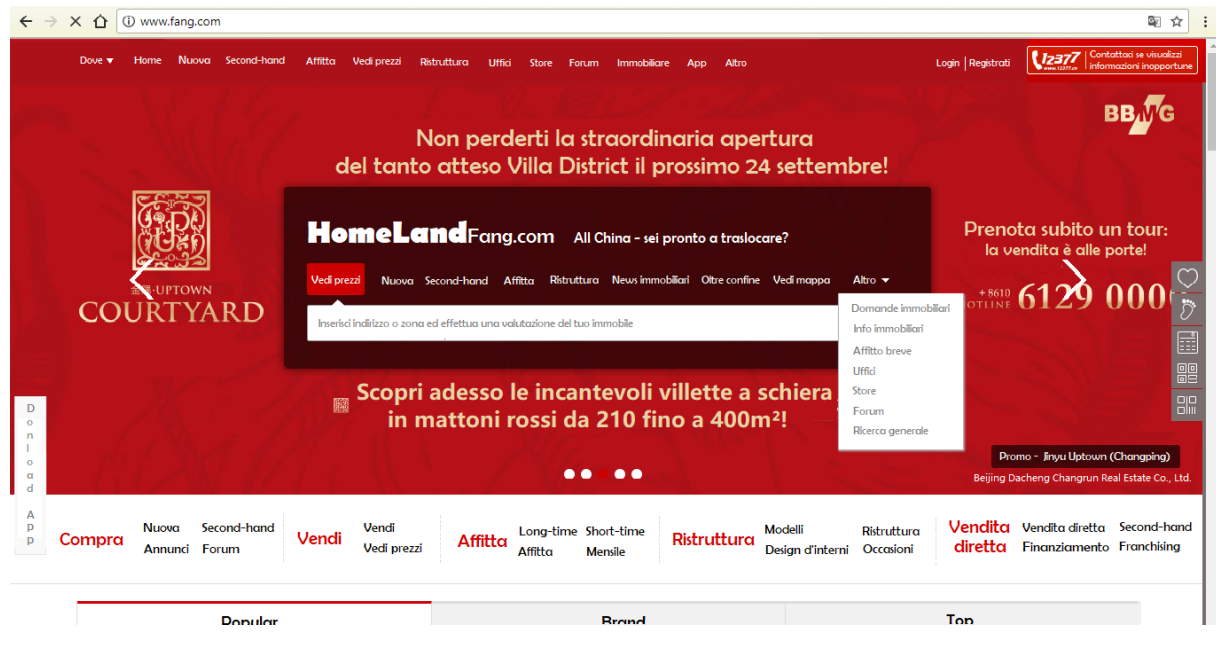 www.fang.com
Dove Home Nuova Second-hand Affitta Vedi prezzi Ristruttura Uffici Store Forum Immobiliare App Altro Login | Registrati
12377
www.12377.cn
Contattaci se visualizzi
informazioni inopportune
BBMG
Non perderti la straordinaria apertura
del tanto atteso Villa District il prossimo 24 settembre!
HomeLandFang.com All China - sei pronto a traslocare?
Vedi prezzi Nuova Second-hand Affitta Ristruttura News immobiliari Oltre confine Vedi mappa Altro
Inserisci indirizzo o zona ed effettua una valutazione del tuo immobile
Domande immobiliari
Info immobiliari
Affitto breve
Uffici
Store
Forum
Ricerca generale
UPTOWN
COURTYARD
Prenota subito un tour:
la vendita è alle porte!
+8610
OTLINE 6129 000
Scopri adesso le incantevoli villette a schiera
in mattoni rossi da 210 fino a 400m²!
Promo - Jinyu Uptown (Changping)
Beijing Dacheng Changrun Real Estate Co., Ltd.
Donload App
Compra Nuova Second-hand
Annunci Forum
Vendi Vendi
Vedi prezzi
Affitta Long-time Short-time
Affitta Mensile
Ristruttura Modelli Ristruttura
Design d'interni Occasioni
Vendita Vendita diretta Second-hand
diretta Finanziamento Franchising
Popular Brand Top